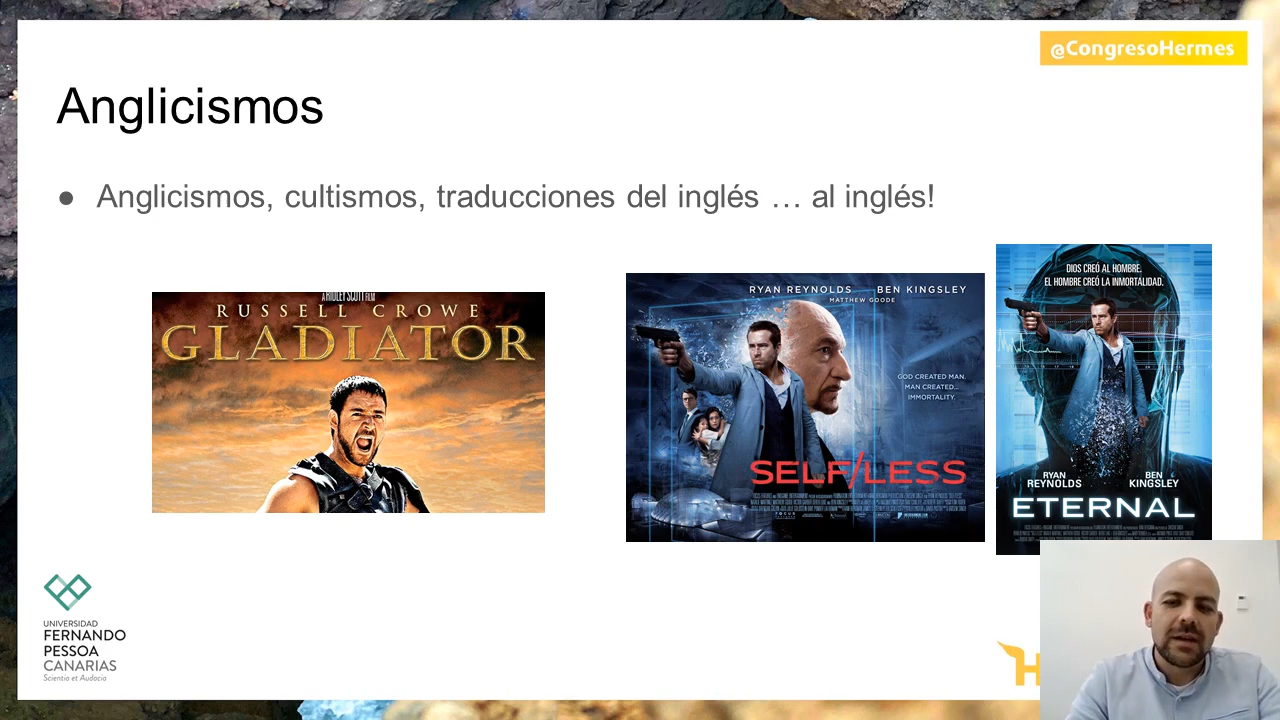 @CongresoHermes
Anglicismos
● Anglicismos, cultismos, traducciones del inglés … al inglés!
A RIDLEY SCOTT FILM
RUSSELL CROWE
GLADIATOR
RYAN REYNOLDS BEN KINGSLEY
MATTHEW GOODE
GOD CREATED MAN.
MAN CREATED...
IMMORTALITY.
SELF/LESS
DIOS CREÓ AL HOMBRE.
EL HOMBRE CREÓ LA INMORTALIDAD.
RYAN REYNOLDS
BEN KINGSLEY
ETERNAL
UNIVERSIDAD
FERNANDO
PESSOA
CANARIAS
Scientia et Audacia
H